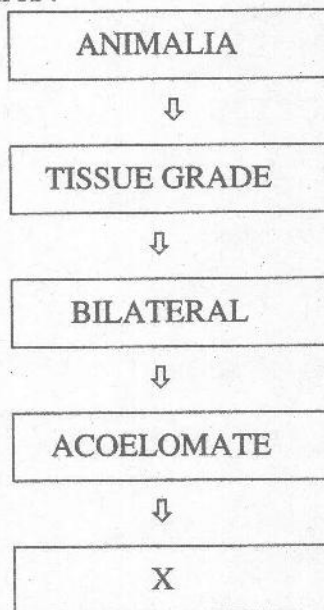 ANIMALIA
⇩
TISSUE GRADE
⇩
BILATERAL
⇩
ACOELOMATE
⇩
X